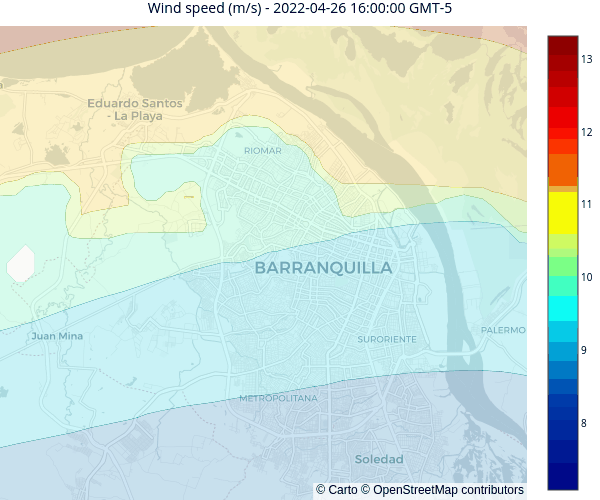 Wind speed (m/s) - 2022-04-26 16:00:00 GMT-5
Eduardo Santos
- La Playa
RIOMAR
BARRANQUILLA
Juan Mina
SURORIENTE
PALERMO
METROPOLITANA
Soledad
13
12
11
10
9
8
© Carto © OpenStreetMap contributors